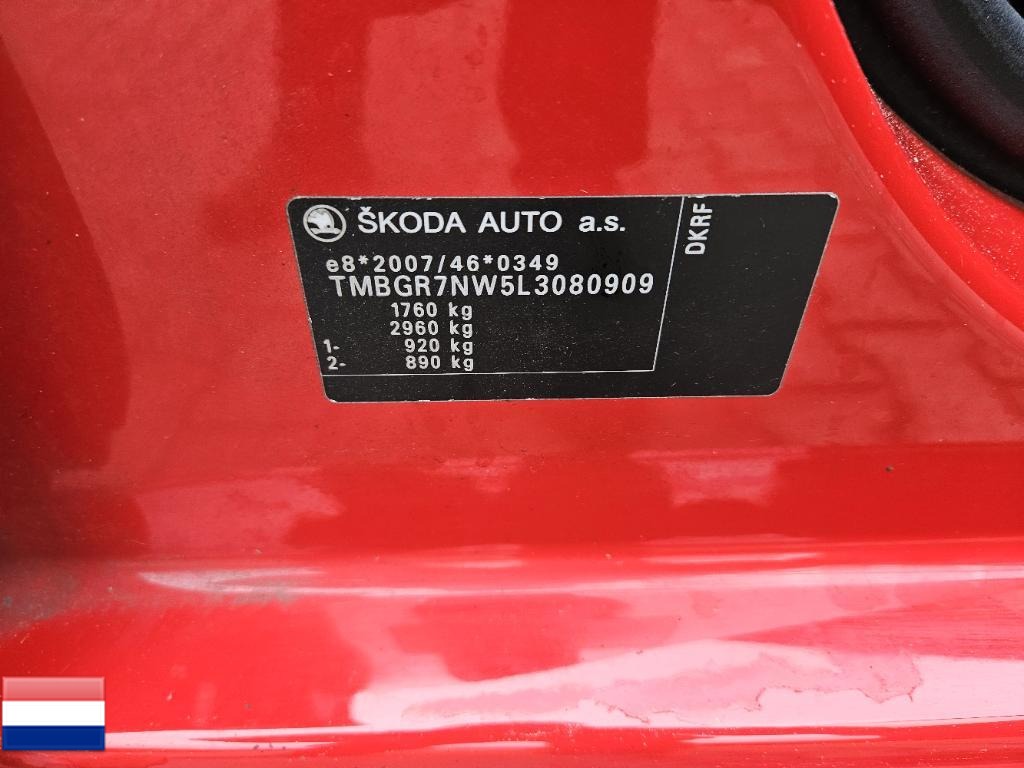 ŠKODA AUTO a.s.
DKRF
e8*2007/46*0349
TMBGR7NW5L3080909
1760 kg
2960 kg
1- 920 kg
2- 890 kg